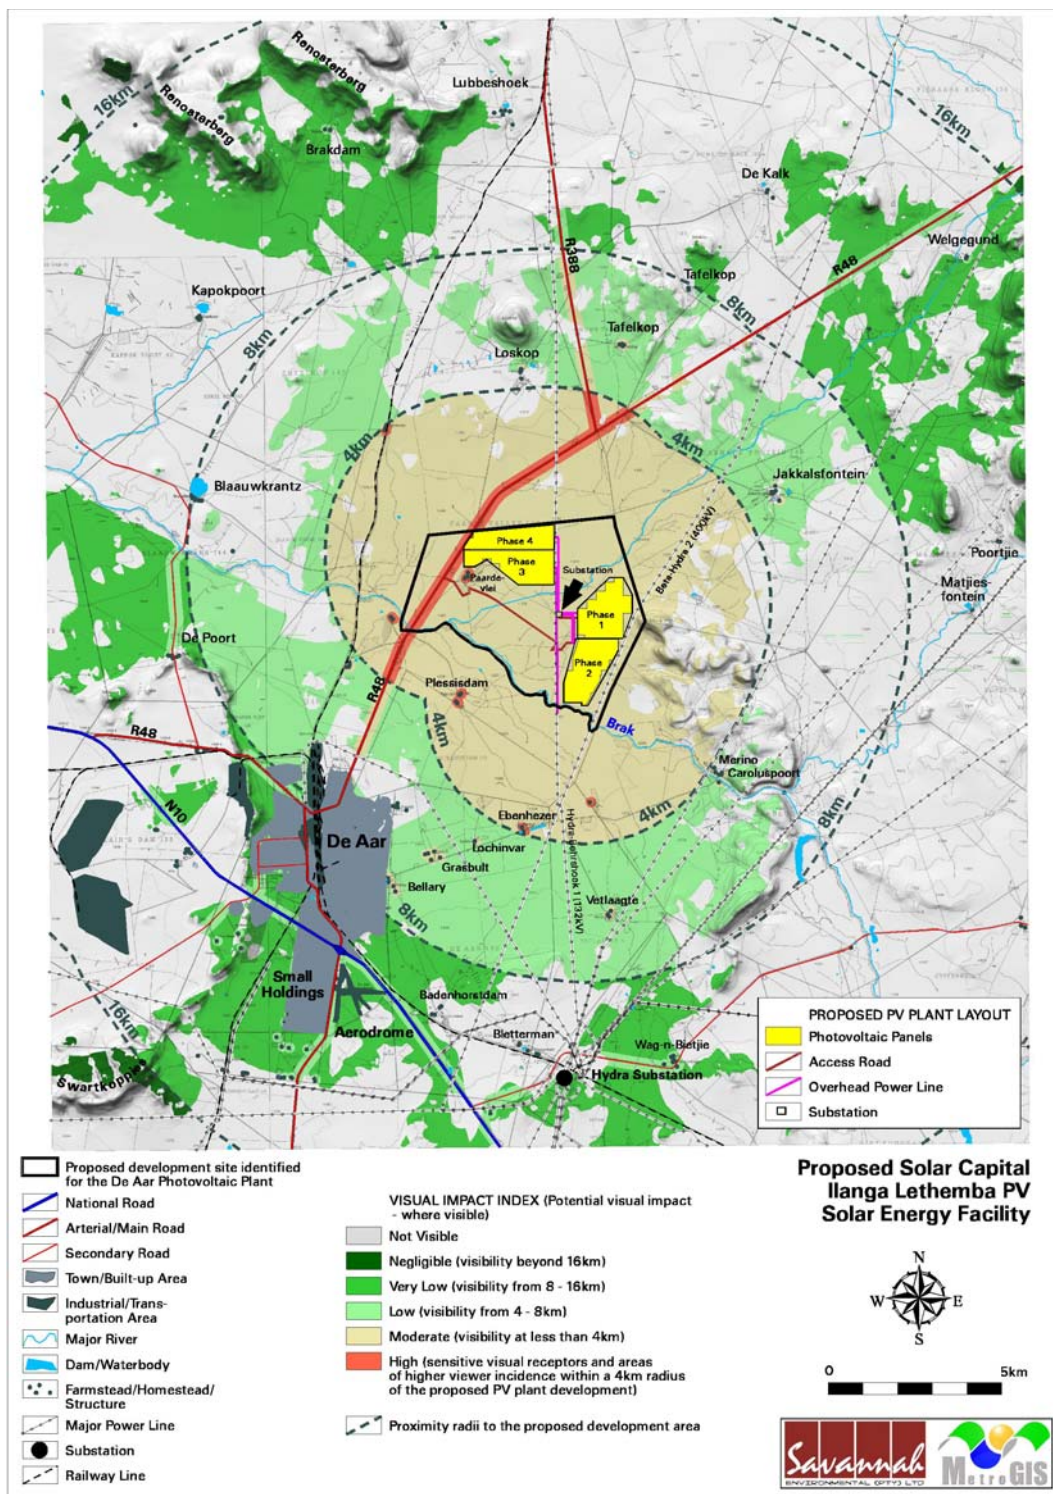 Renosterberg
Lubbeshoek
16km
Renosterberg
16km
Brakdam
De Kalk
R388
Welgegund
Tafelkop
R48
Kapokpoort
8km
8km
Tafelkop
Loskop
4km
4km
Jakkalsfontein
Blaauwkrantz
Beta-Hydra 2 (400kV)
Phase 4
Poortjie
Phase
3
Substation
Paarde-
vlei
Matjies-
fontein
Phase
1
De Poort
Phase
2
R48
Plessisdam
4km
Brak
R48
Merino
Caroluspoort
N10
4km
8km
Ebenhezer
De Aar
Lochinvar
Grasbult
Bellary
8km
Vetlaagte
Small
Holdings
Badenhorstdam
16km
Aerodrome
Bletterman
Wag-n-Bietjie
Swartkoppie
Hydra Substation
PROPOSED PV PLANT LAYOUT
Photovoltaic Panels
Access Road
Overhead Power Line
Substation
Proposed development site identified
for the De Aar Photovoltaic Plant
National Road
Arterial/Main Road
Secondary Road
Town/Built-up Area
Industrial/Trans-
portation Area
Major River
Dam/Waterbody
Farmstead/Homestead/
Structure
Major Power Line
Substation
Railway Line
VISUAL IMPACT INDEX (Potential visual impact
- where visible)
Not Visible
Negligible (visibility beyond 16km)
Very Low (visibility from 8 - 16km)
Low (visibility from 4 - 8km)
Moderate (visibility at less than 4km)
High (sensitive visual receptors and areas
of higher viewer incidence within a 4km radius
of the proposed PV plant development)
Proximity radii to the proposed development area
Proposed Solar Capital
Ilanga Lethemba PV
Solar Energy Facility
N
W E
S
0 5km
Savannah
ENVIRONMENTAL (PTY) LTD
MetroGIS